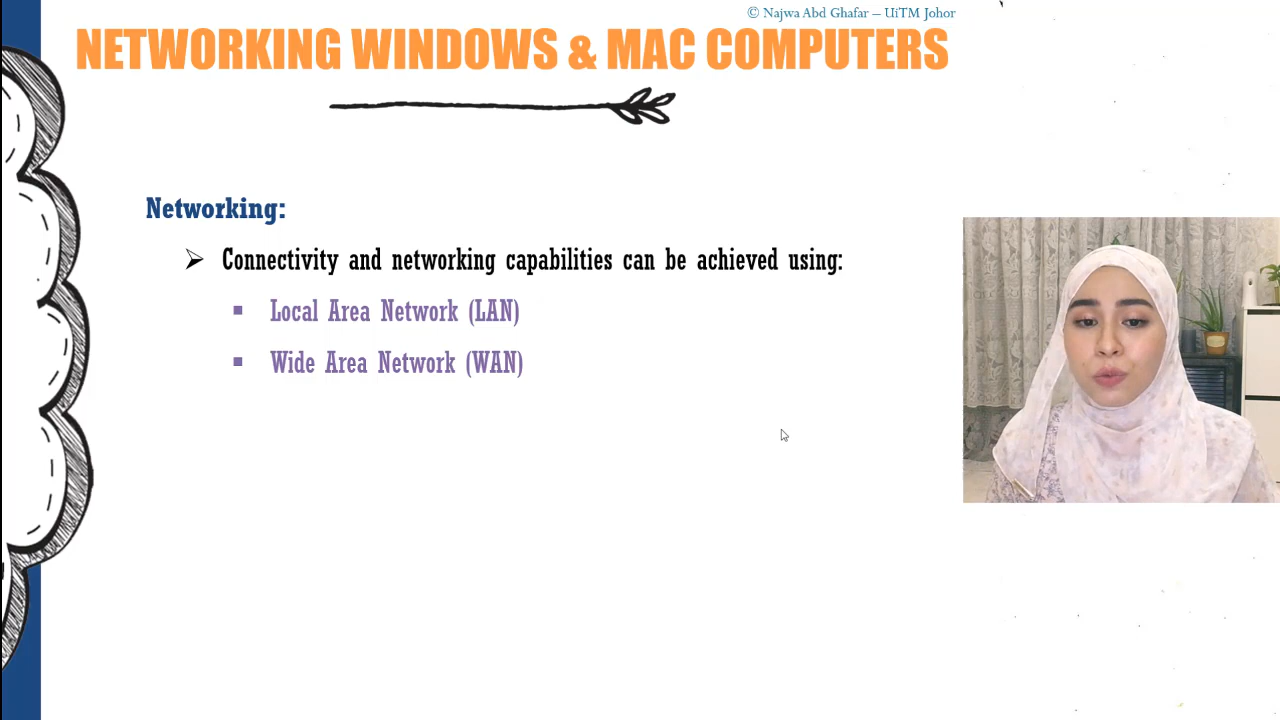 © Najwa Abd Ghafar – UiTM Johor
NETWORKING WINDOWS & MAC COMPUTERS
Networking:
➢ Connectivity and networking capabilities can be achieved using:
▪ Local Area Network (LAN)
▪ Wide Area Network (WAN)